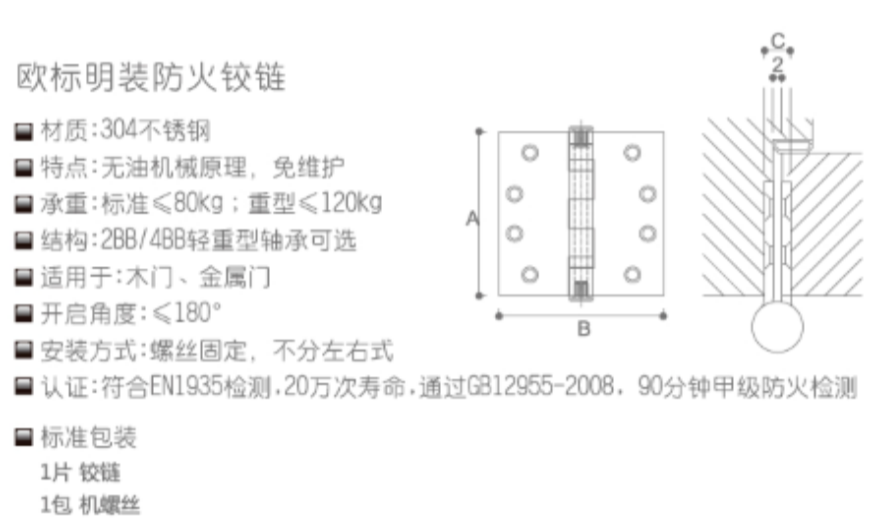 欧标明装防火铰链
材质:304不锈钢
特点:无油机械原理，免维护
承重:标准≤80kg；重型≤120kg
结构:2BB/4BB轻重型轴承可选
适用于:木门、金属门
开启角度:≤180°
安装方式:螺丝固定，不分左右式
认证:符合EN1935检测,20万次寿命,通过GB12955-2008，90分钟甲级防火检测
标准包装
1片 铰链
1包 机螺丝
A
B
C
2